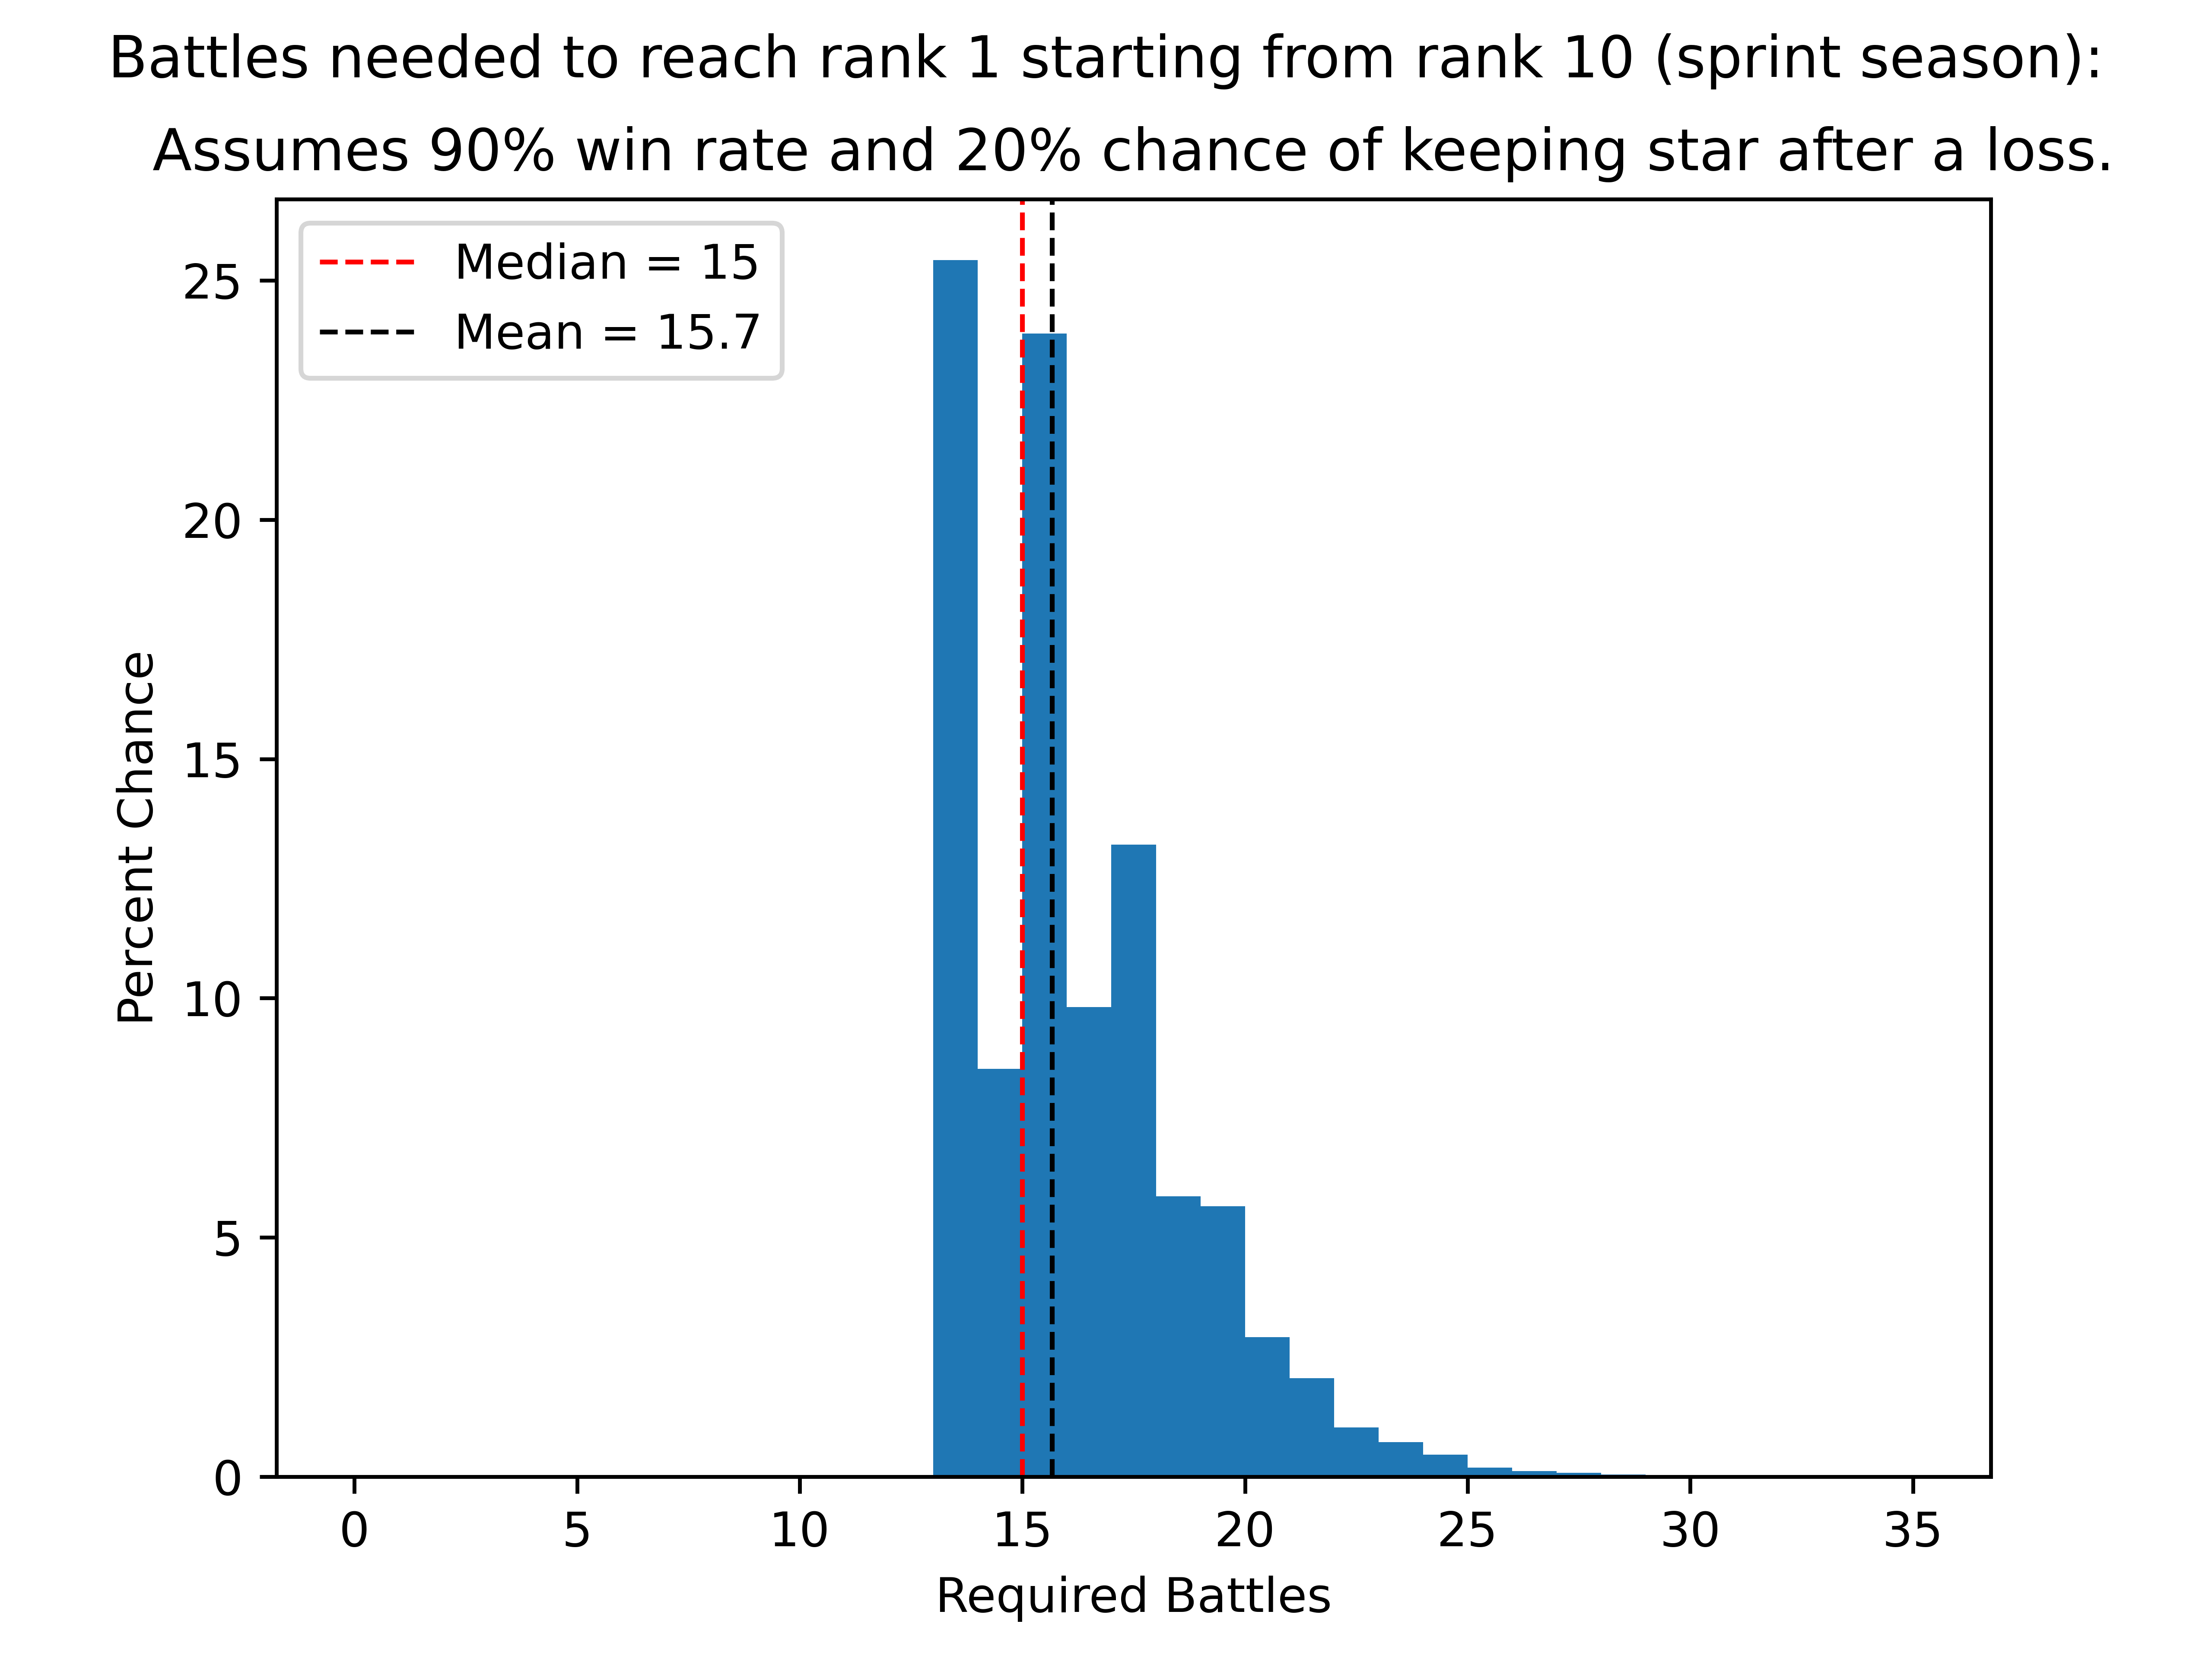 Battles needed to reach rank 1 starting from rank 10 (sprint season):
Assumes 90% win rate and 20% chance of keeping star after a loss.
Median = 15
Mean = 15.7
25
20
15
10
5
0
Percent Chance
0 5 10 15 20 25 30 35
Required Battles